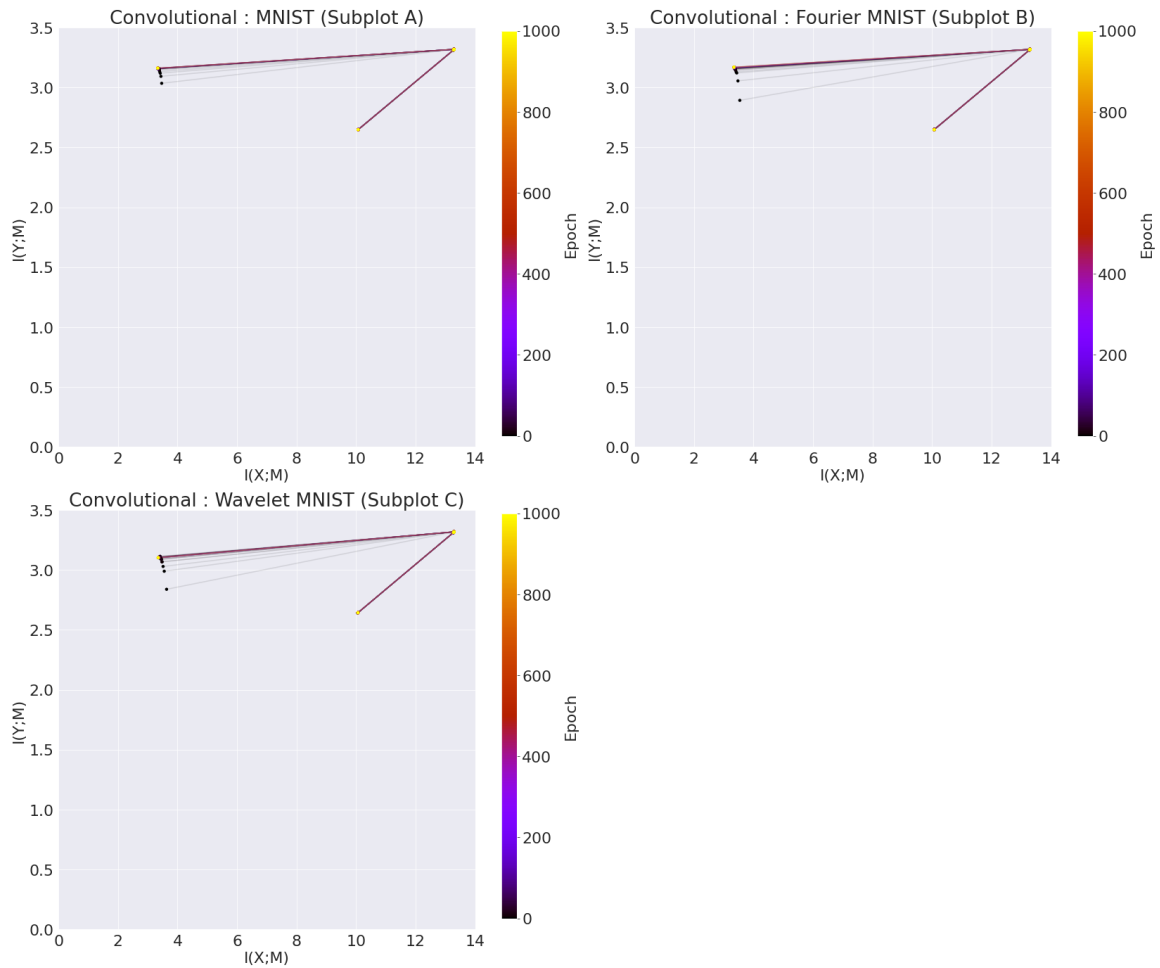 Convolutional : MNIST (Subplot A)
3.5
3.0
2.5
2.0
1.5
1.0
0.5
0.0
I(Y;M)
0 2 4 6 8 10 12 14
I(X;M)
1000
800
600
400
200
0
Epoch
Convolutional : Fourier MNIST (Subplot B)
3.5
3.0
2.5
2.0
1.5
1.0
0.5
0.0
I(Y;M)
0 2 4 6 8 10 12 14
I(X;M)
1000
800
600
400
200
0
Epoch
Convolutional : Wavelet MNIST (Subplot C)
3.5
3.0
2.5
2.0
1.5
1.0
0.5
0.0
I(Y;M)
0 2 4 6 8 10 12 14
I(X;M)
1000
800
600
400
200
0
Epoch